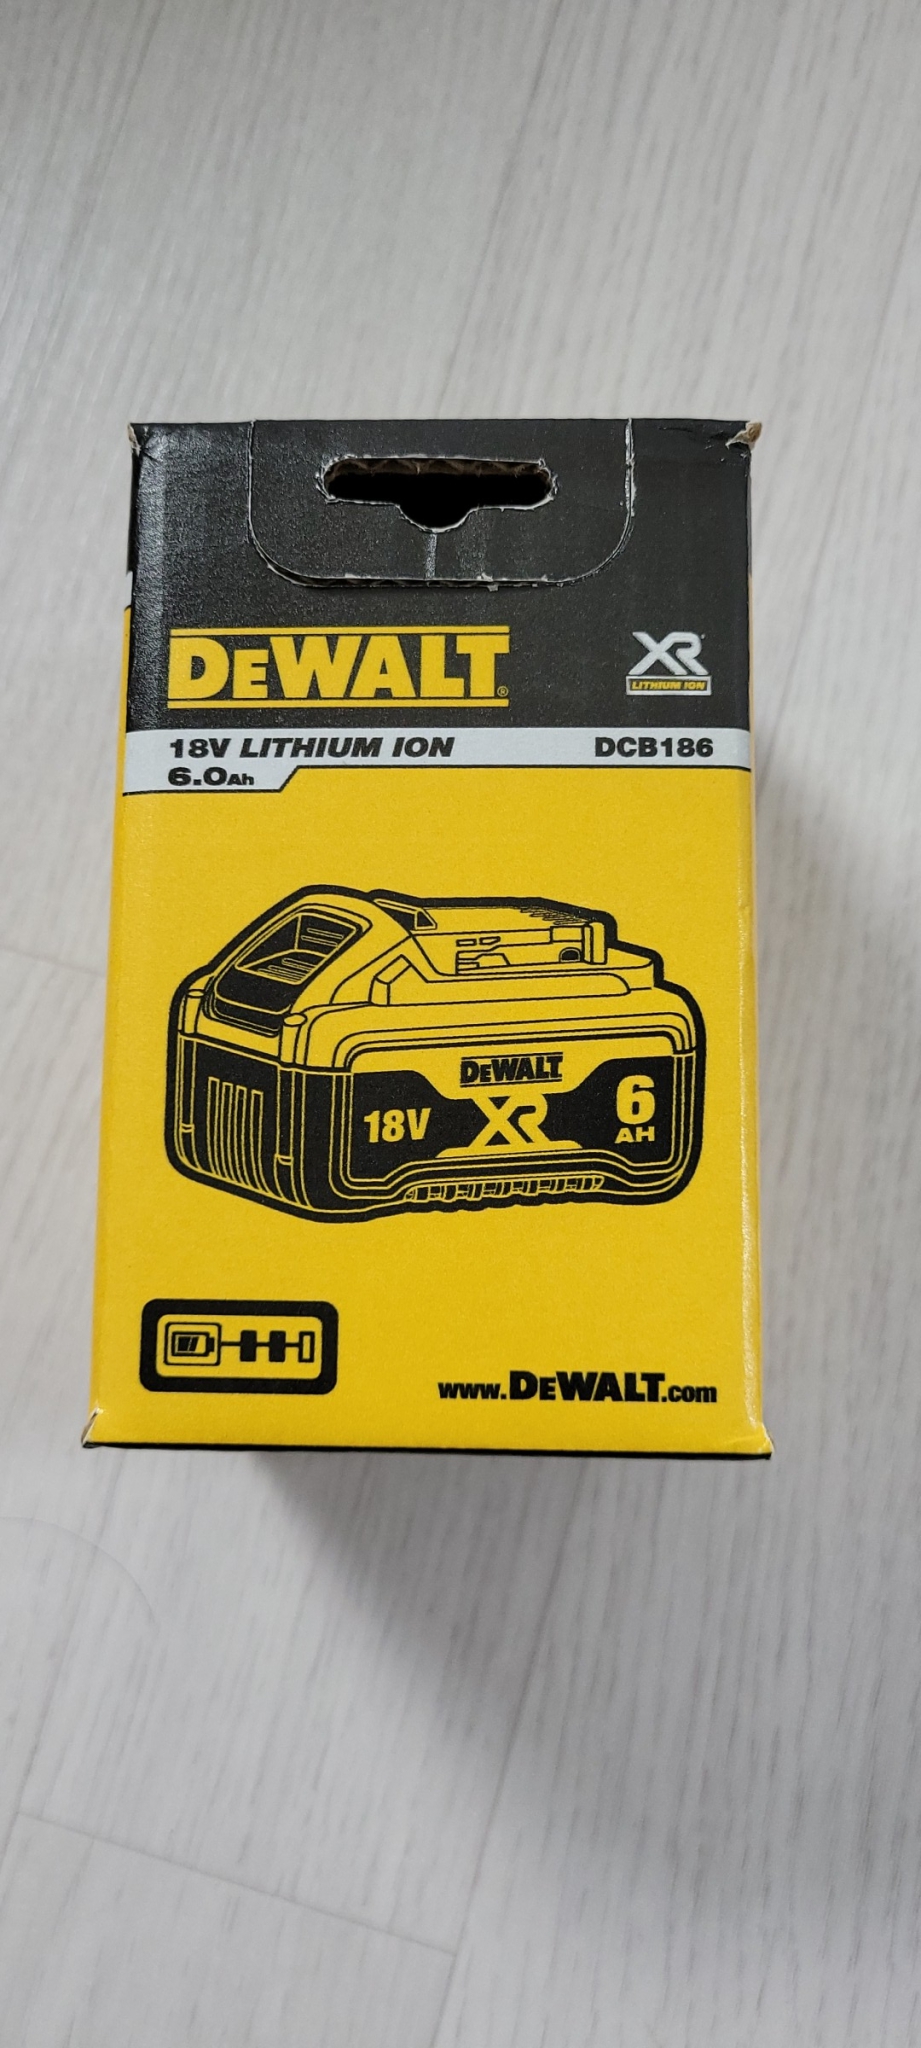 DEWALT®
XR
LITHIUM ION
18V LITHIUM ION DCB186
6.0Ah
DEWALT
18V XR 6
AH
www.DEWALT.com